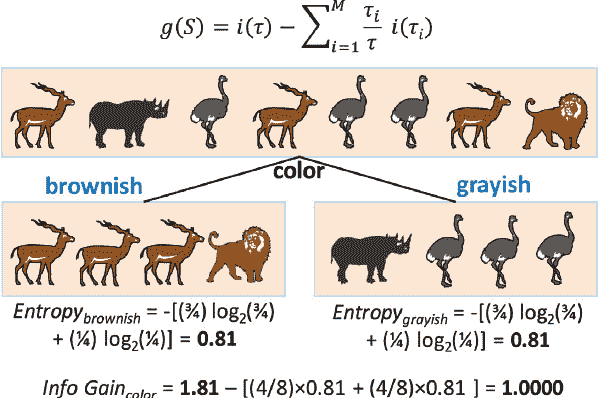 g(S) = i(τ) − ∑_{i=1}^{M} τᵢ/τ i(τᵢ)
color
brownish grayish
Entropy_brownish = -[(¾) log₂(¾)
+ (¼) log₂(¼)] = 0.81
Entropy_grayish = -[(¾) log₂(¾)
+ (¼) log₂(¼)] = 0.81
Info Gain_color = 1.81 – [(4/8)×0.81 + (4/8)×0.81 ] = 1.0000